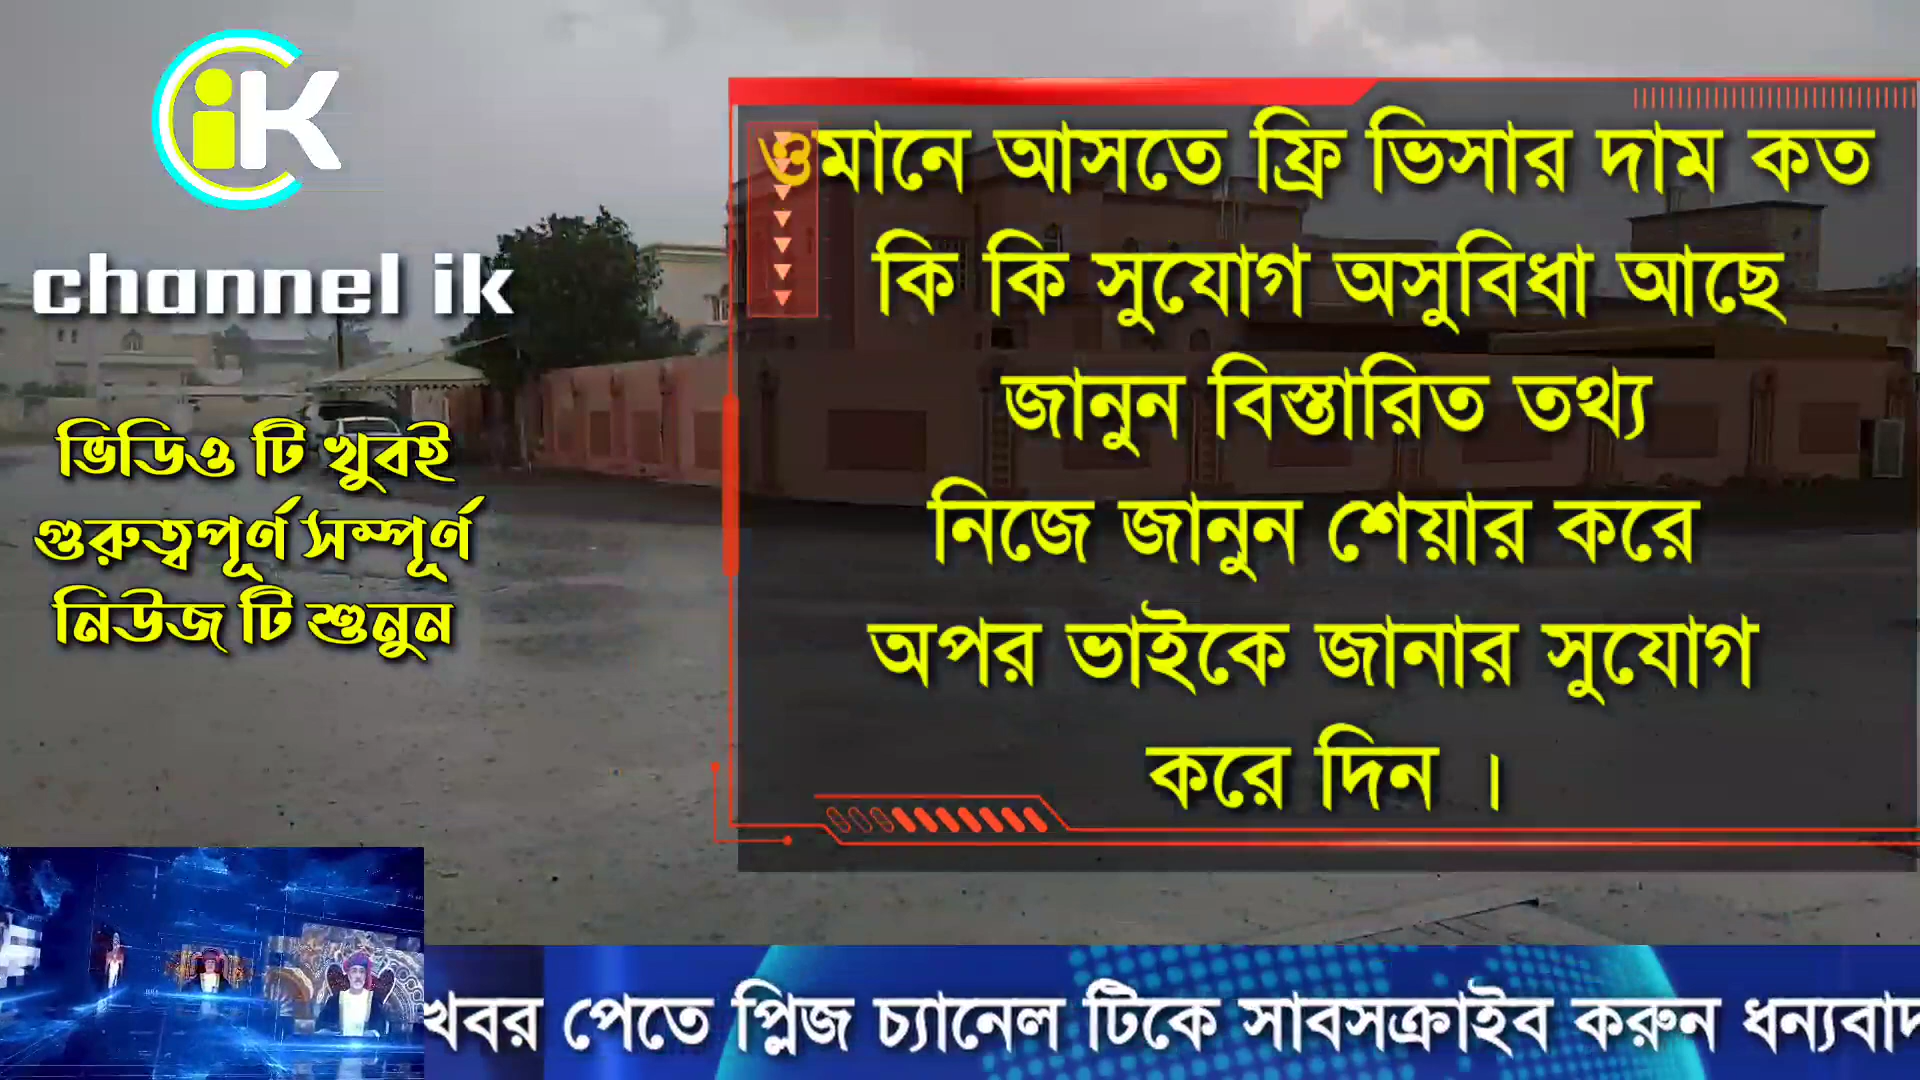 iK
channel ik
ভিডিও টি খুবই
গুরুত্বপূর্ণ সম্পূর্ণ
নিউজ টি শুনুন
ওমানে আসতে ফ্রি ভিসার দাম কত
কি কি সুযোগ অসুবিধা আছে
জানুন বিস্তারিত তথ্য
নিজে জানুন শেয়ার করে
অপর ভাইকে জানার সুযোগ
করে দিন ।
খবর পেতে প্লিজ চ্যানেল টিকে সাবসক্রাইব করুন ধন্যবাদ